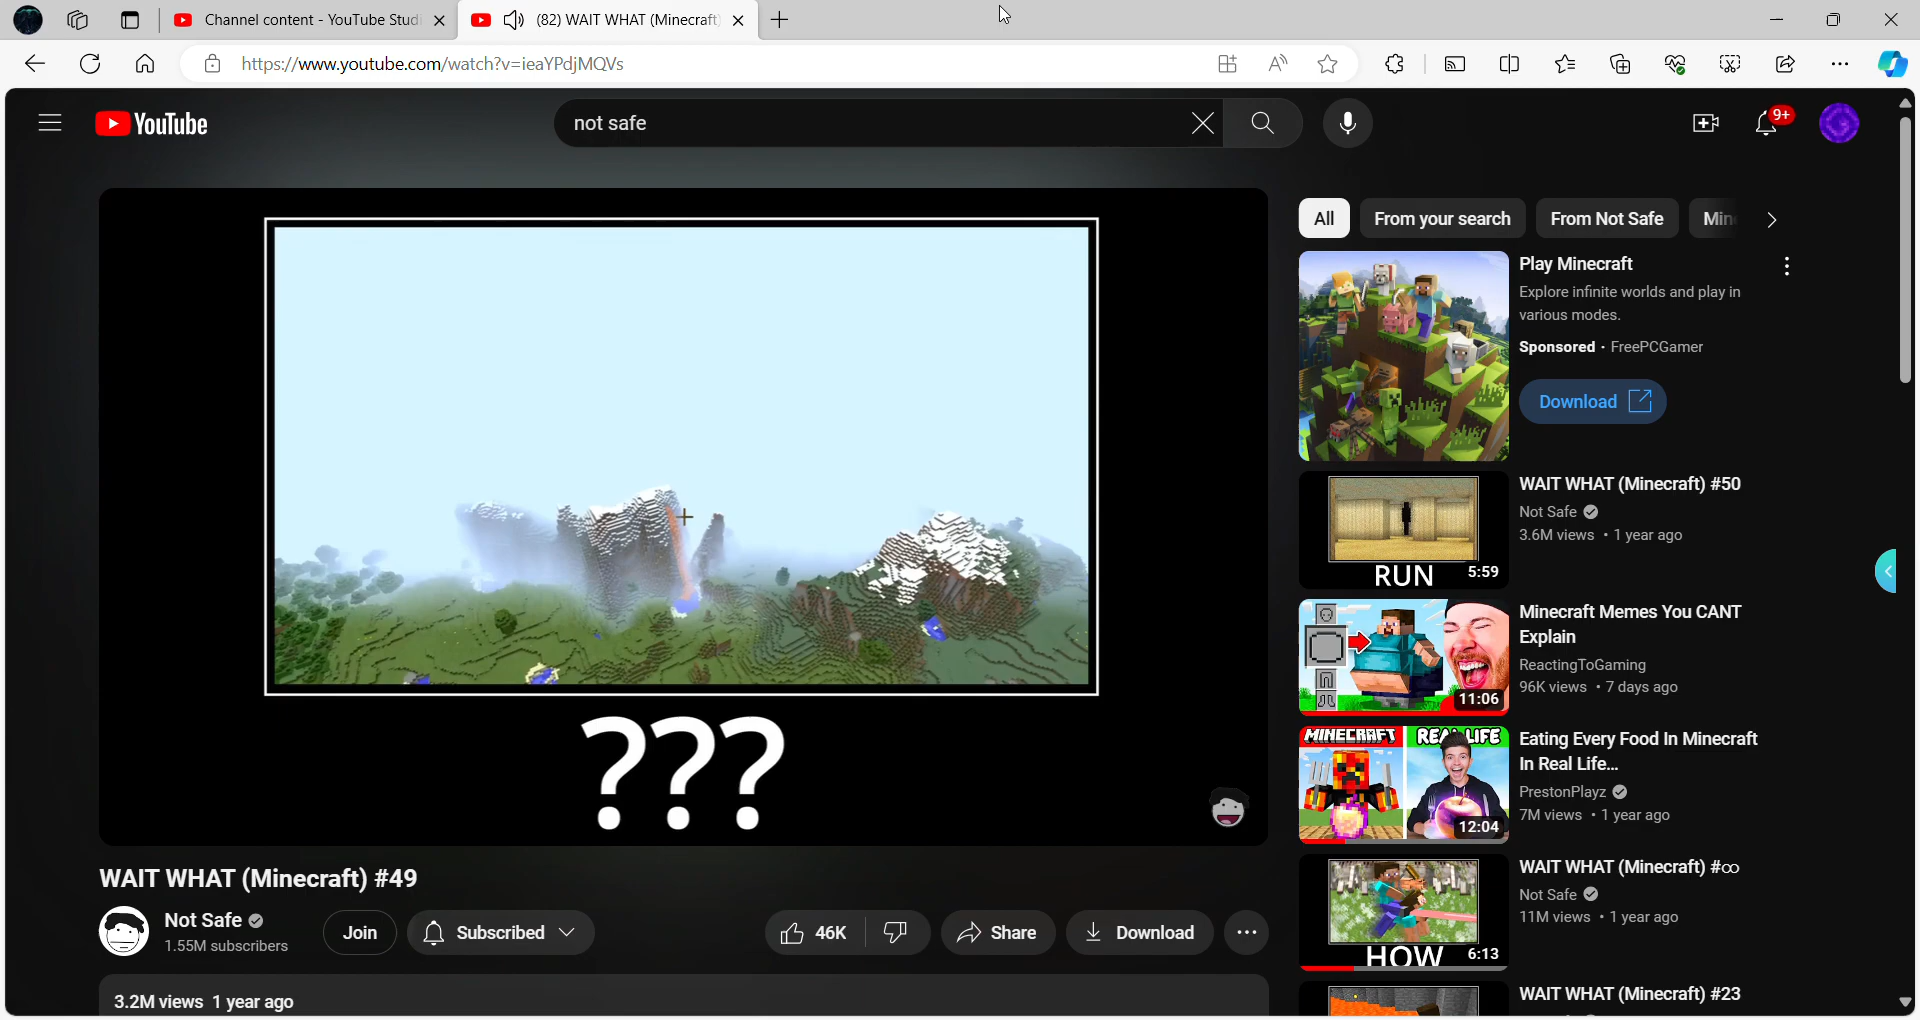 Channel content - YouTube Studi
(82) WAIT WHAT (Minecraft
https://www.youtube.com/watch?v=ieaYPdjMQVs
YouTube
not safe
9+
All
From your search
From Not Safe
Min
Play Minecraft
Explore infinite worlds and play in
various modes.
Sponsored · FreePCGamer
Download
WAIT WHAT (Minecraft) #50
Not Safe
3.6M views · 1 year ago
RUN
5:59
Minecraft Memes You CANT
Explain
ReactingToGaming
96K views · 7 days ago
11:06
MINECRAFT
REAL LIFE
Eating Every Food In Minecraft
In Real Life...
PrestonPlayz
7M views · 1 year ago
12:04
WAIT WHAT (Minecraft) #∞
Not Safe
11M views · 1 year ago
HOW
6:13
WAIT WHAT (Minecraft) #23
???
WAIT WHAT (Minecraft) #49
Not Safe
1.55M subscribers
Join
Subscribed
46K
Share
Download
3.2M views 1 year ago